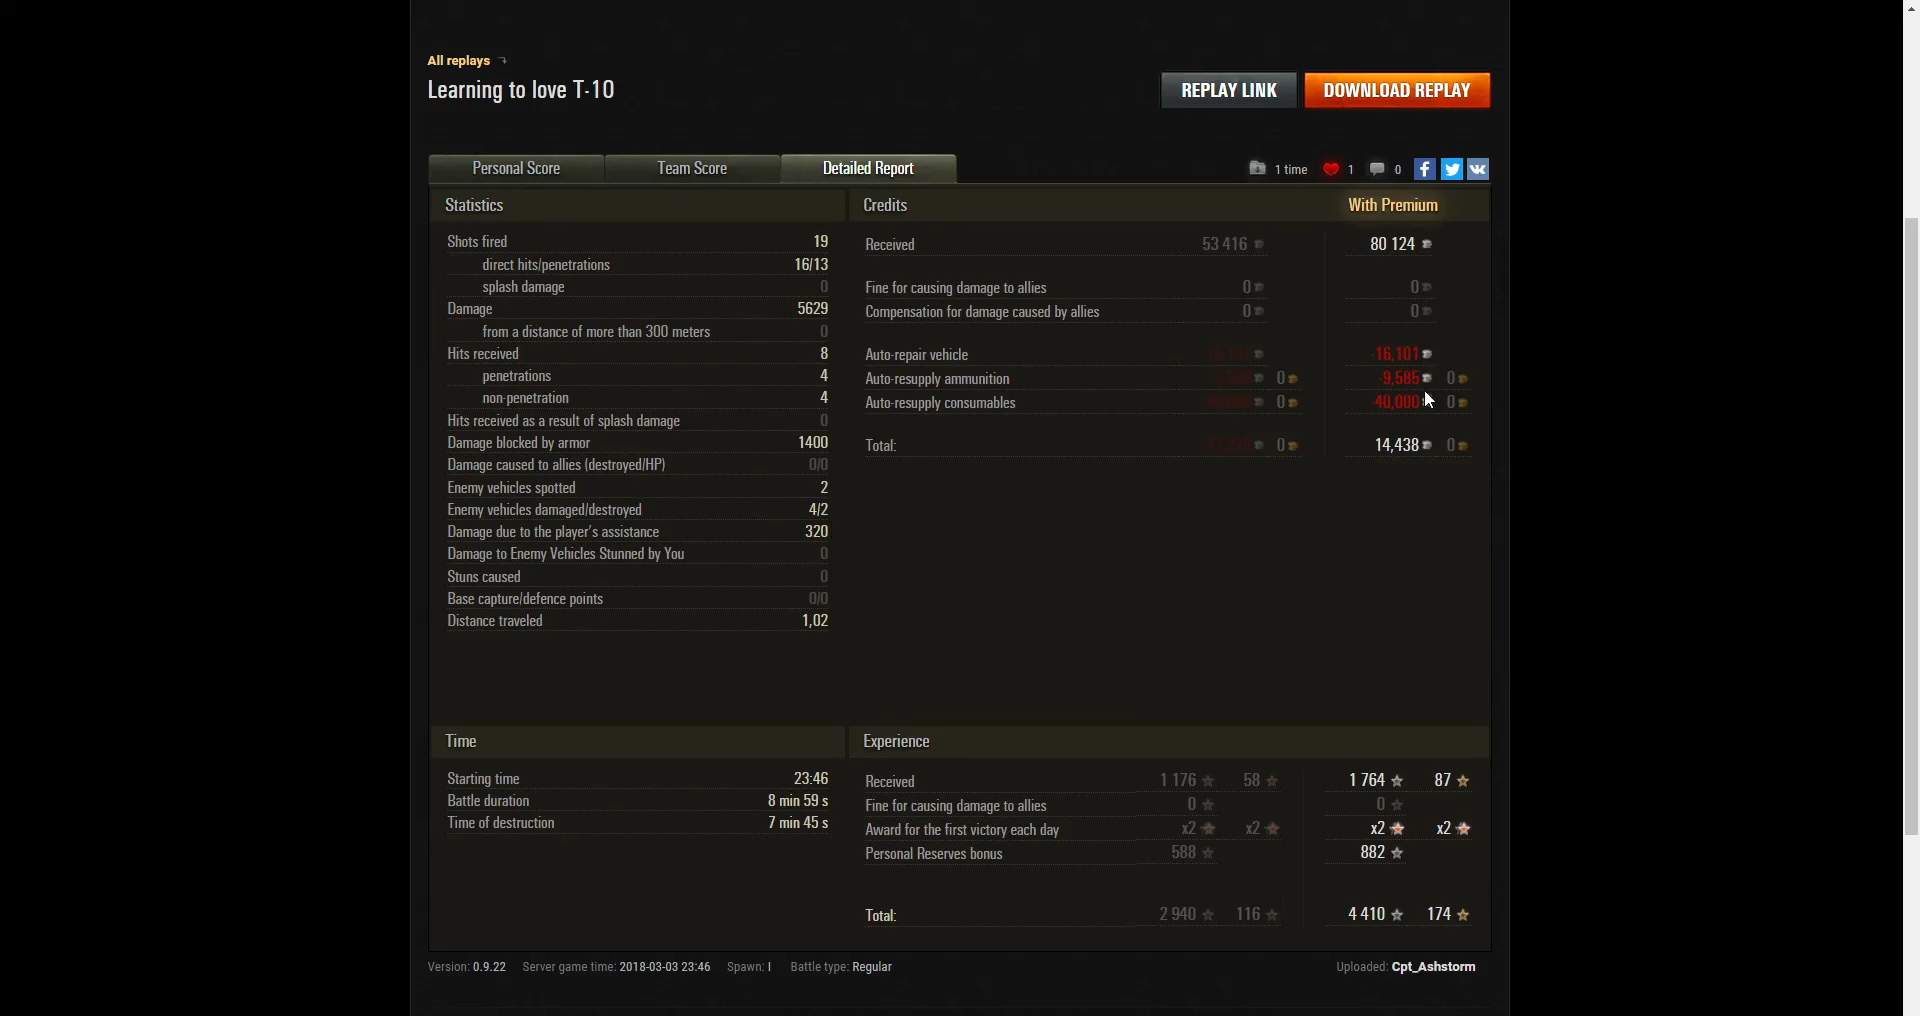 All replays
Learning to love T-10
REPLAY LINK
DOWNLOAD REPLAY
Personal Score
Team Score
Detailed Report
1 time
1
0
Statistics
Shots fired 19
direct hits/penetrations 16/13
splash damage 0
Damage 5629
from a distance of more than 300 meters 0
Hits received 8
penetrations 4
non-penetration 4
Hits received as a result of splash damage 0
Damage blocked by armor 1400
Damage caused to allies (destroyed/HP) 0/0
Enemy vehicles spotted 2
Enemy vehicles damaged/destroyed 4/2
Damage due to the player's assistance 320
Damage to Enemy Vehicles Stunned by You 0
Stuns caused 0
Base capture/defence points 0/0
Distance traveled 1,02
Credits With Premium
Received 53 416 80 124
Fine for causing damage to allies 0 0
Compensation for damage caused by allies 0 0
Auto-repair vehicle -16,101
Auto-resupply ammunition 0 -9,585 0
Auto-resupply consumables 0 -40,000 0
Total: 0 14,438 0
Time
Starting time 23:46
Battle duration 8 min 59 s
Time of destruction 7 min 45 s
Experience
Received 1 176 58 1 764 87
Fine for causing damage to allies 0 0
Award for the first victory each day x2 x2 x2 x2
Personal Reserves bonus 588 882
Total: 2 940 116 4 410 174
Version: 0.9.22 Server game time: 2018-03-03 23:46 Spawn: I Battle type: Regular
Uploaded: Cpt_Ashstorm